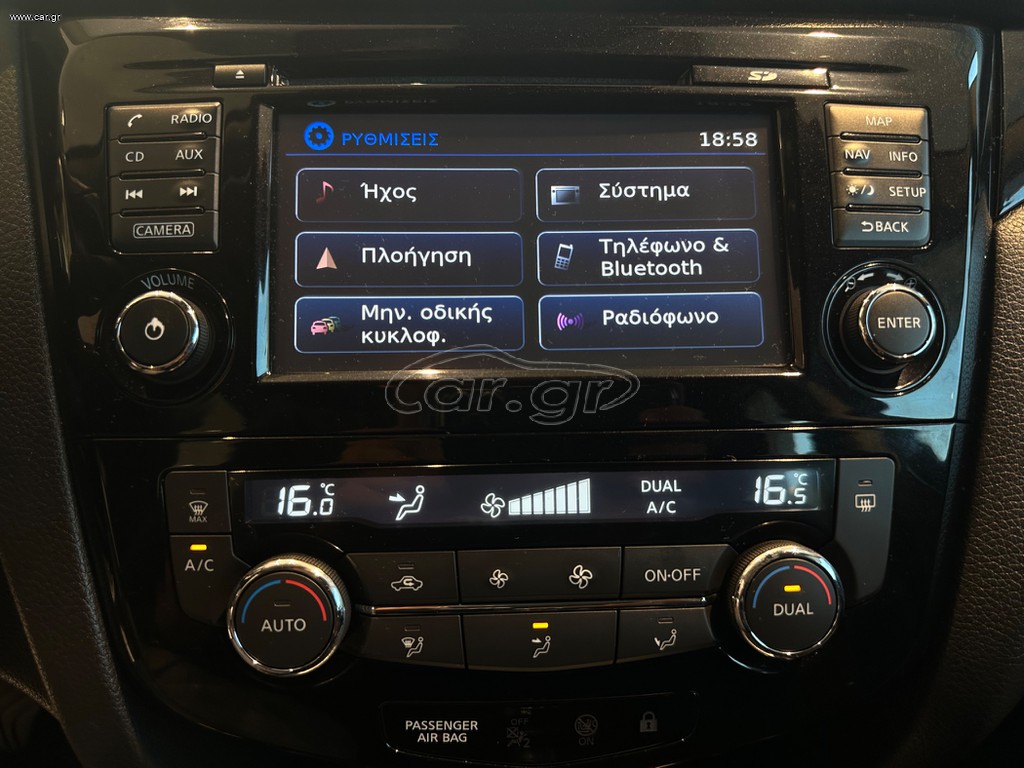 www.car.gr
SD
RADIO
CD AUX
CAMERA
VOLUME
ΡΥΘΜΙΣΕΙΣ 18:58
Ήχος Σύστημα
Πλοήγηση Τηλέφωνο &
Bluetooth
Μην. οδικής
κυκλοφ.
Ραδιόφωνο
MAP
NAV INFO
SETUP
BACK
ENTER
car.gr
MAX
16.0 °C
DUAL
A/C
16.5 °C
A/C
AUTO
ON·OFF
DUAL
PASSENGER
AIR BAG
OFF
2
ON